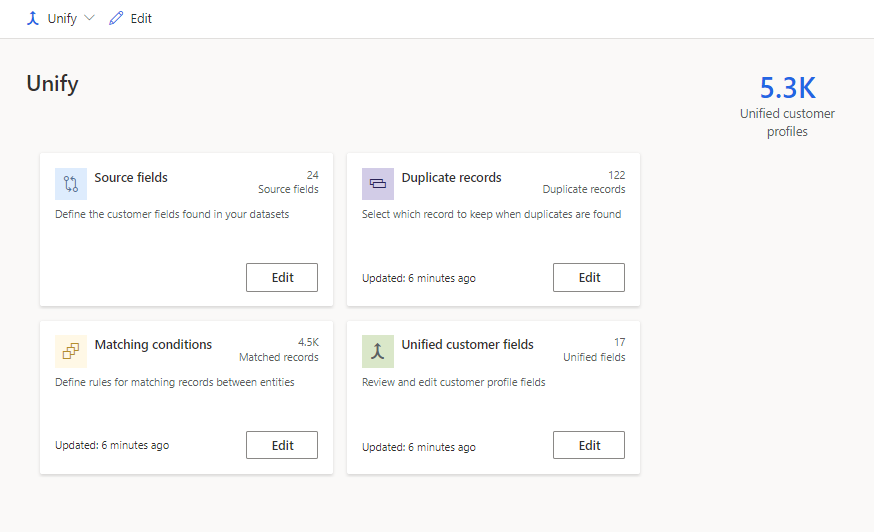 Unify Edit
Unify
5.3K
Unified customer
profiles
Source fields
24
Source fields
Define the customer fields found in your datasets
Edit
Duplicate records
122
Duplicate records
Select which record to keep when duplicates are found
Updated: 6 minutes ago
Edit
Matching conditions
4.5K
Matched records
Define rules for matching records between entities
Updated: 6 minutes ago
Edit
Unified customer fields
17
Unified fields
Review and edit customer profile fields
Updated: 6 minutes ago
Edit